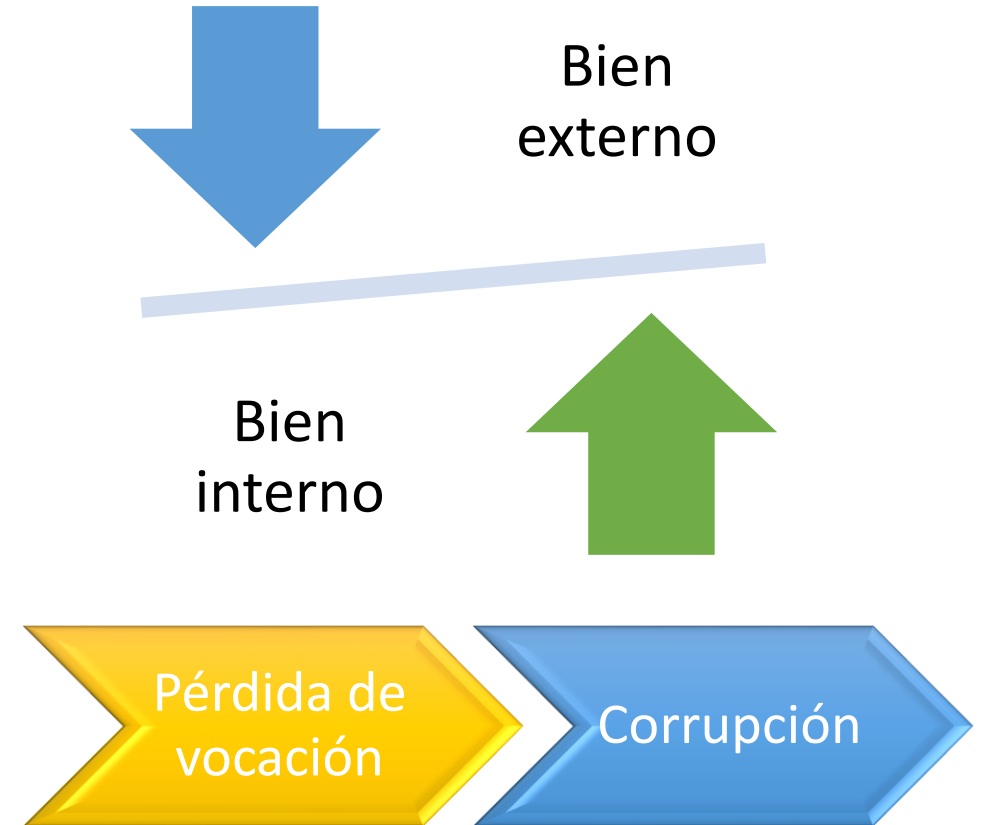 Bien
externo
Bien
interno
Pérdida de
vocación
Corrupción